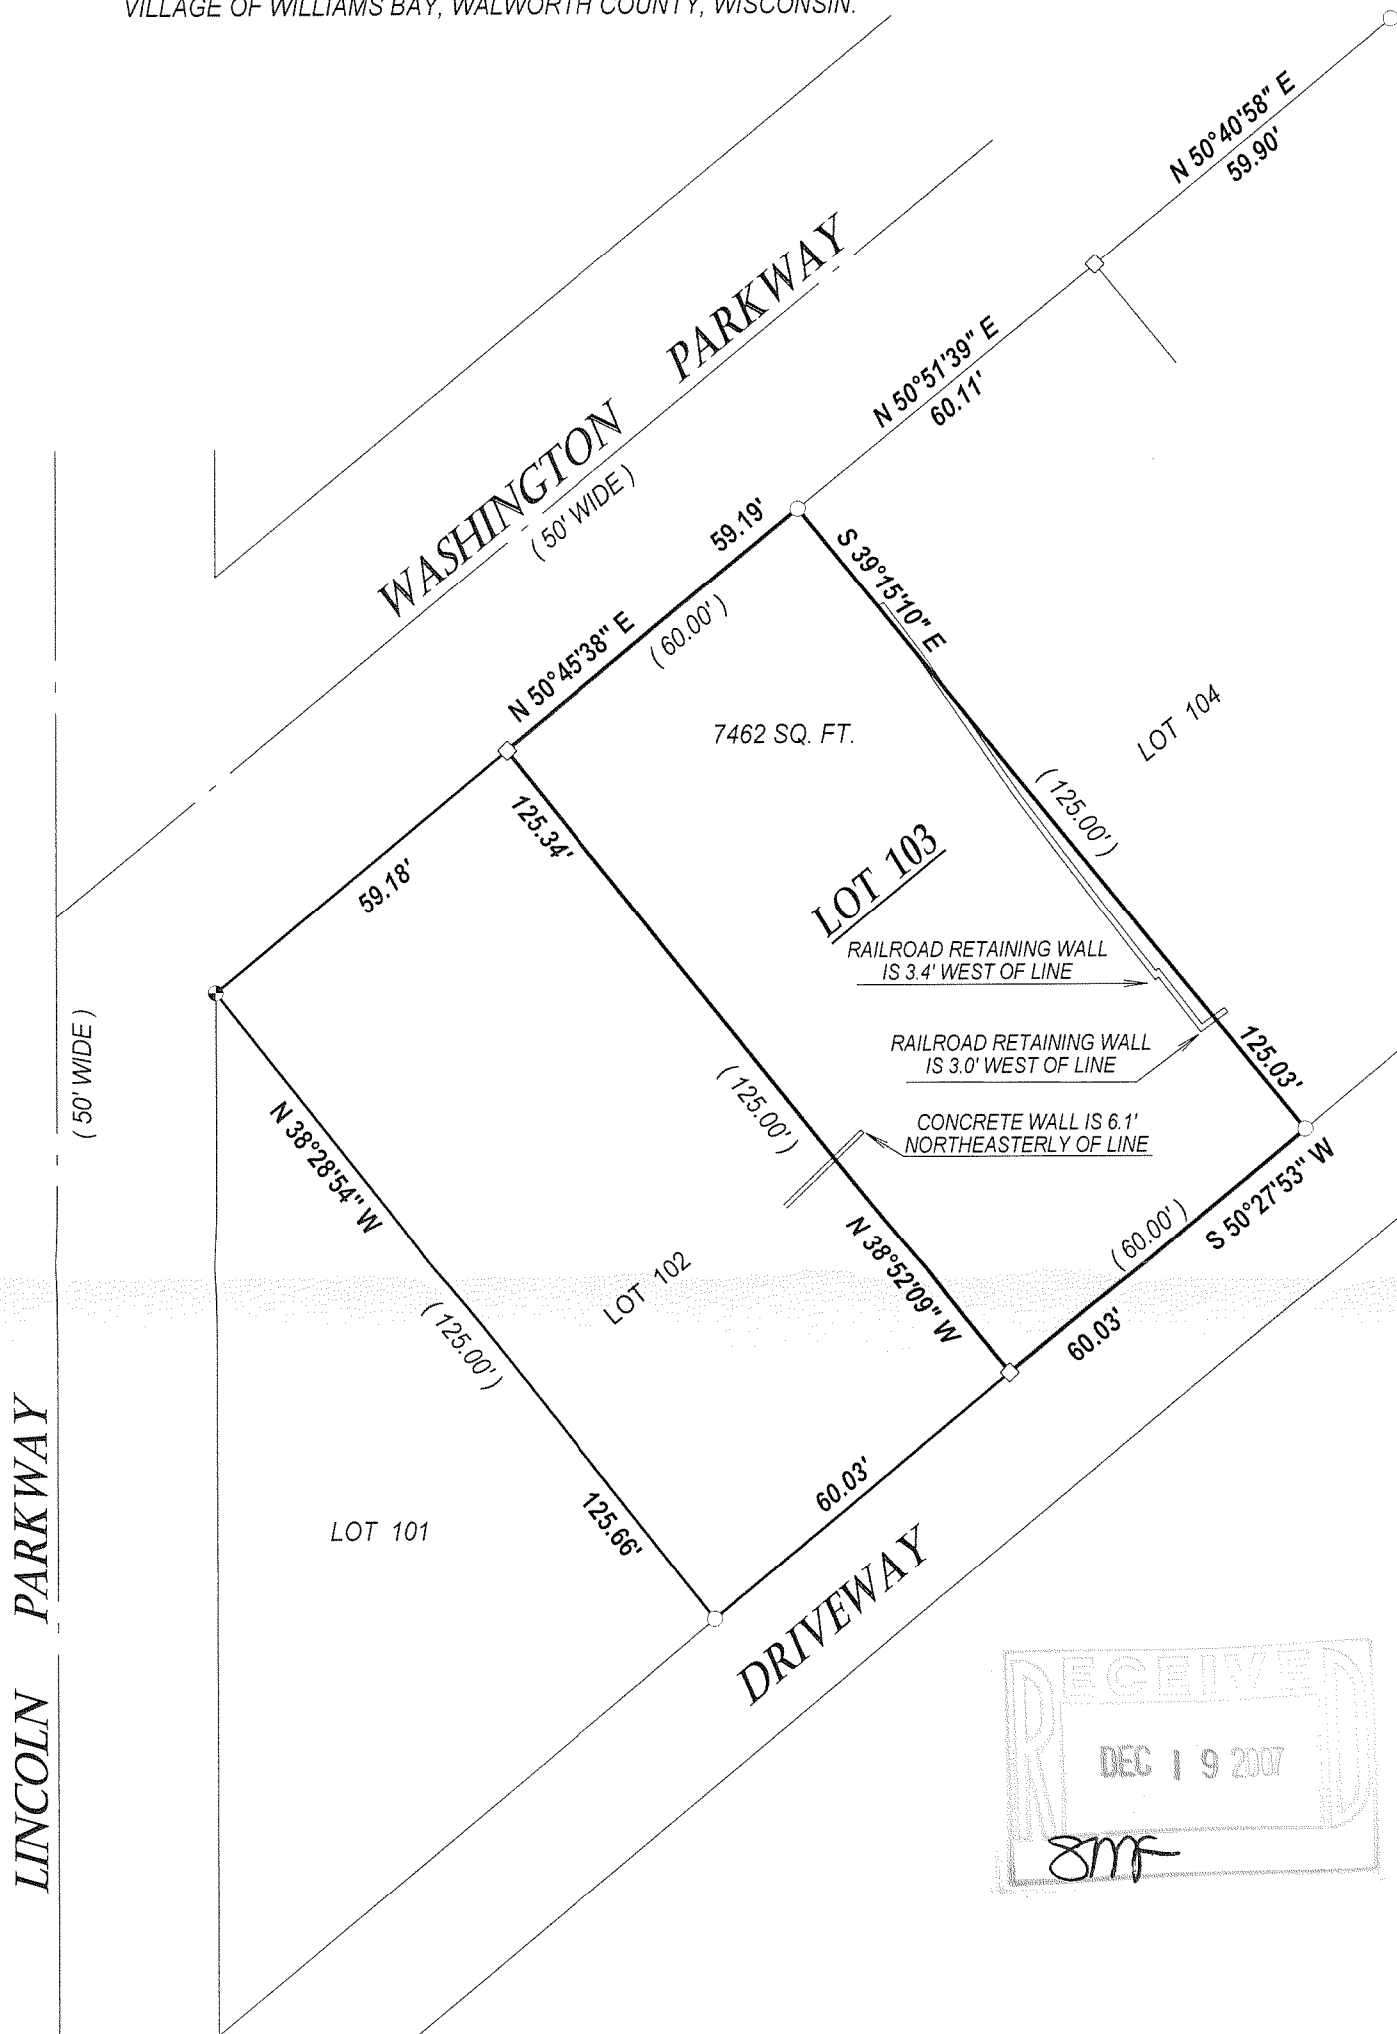 VILLAGE OF WILLIAMS BAY, WALWORTH COUNTY, WISCONSIN.
N 50°40'58" E
59.90'
WASHINGTON PARKWAY
( 50' WIDE )
N 50°51'39" E
60.11'
N 50°45'38" E
59.19'
( 60.00' )
S 39°15'10" E
( 125.00' )
125.03'
7462 SQ. FT.
LOT 104
LOT 103
59.18'
125.34'
RAILROAD RETAINING WALL
IS 3.4' WEST OF LINE
RAILROAD RETAINING WALL
IS 3.0' WEST OF LINE
CONCRETE WALL IS 6.1'
NORTHEASTERLY OF LINE
( 50' WIDE )
N 38°28'54" W
( 125.00' )
125.66'
( 125.00' )
N 38°52'09" W
LOT 102
( 60.00' )
S 50°27'53" W
60.03'
60.03'
LOT 101
DRIVEWAY
LINCOLN PARKWAY
RECEIVED
DEC 19 2007
SMF